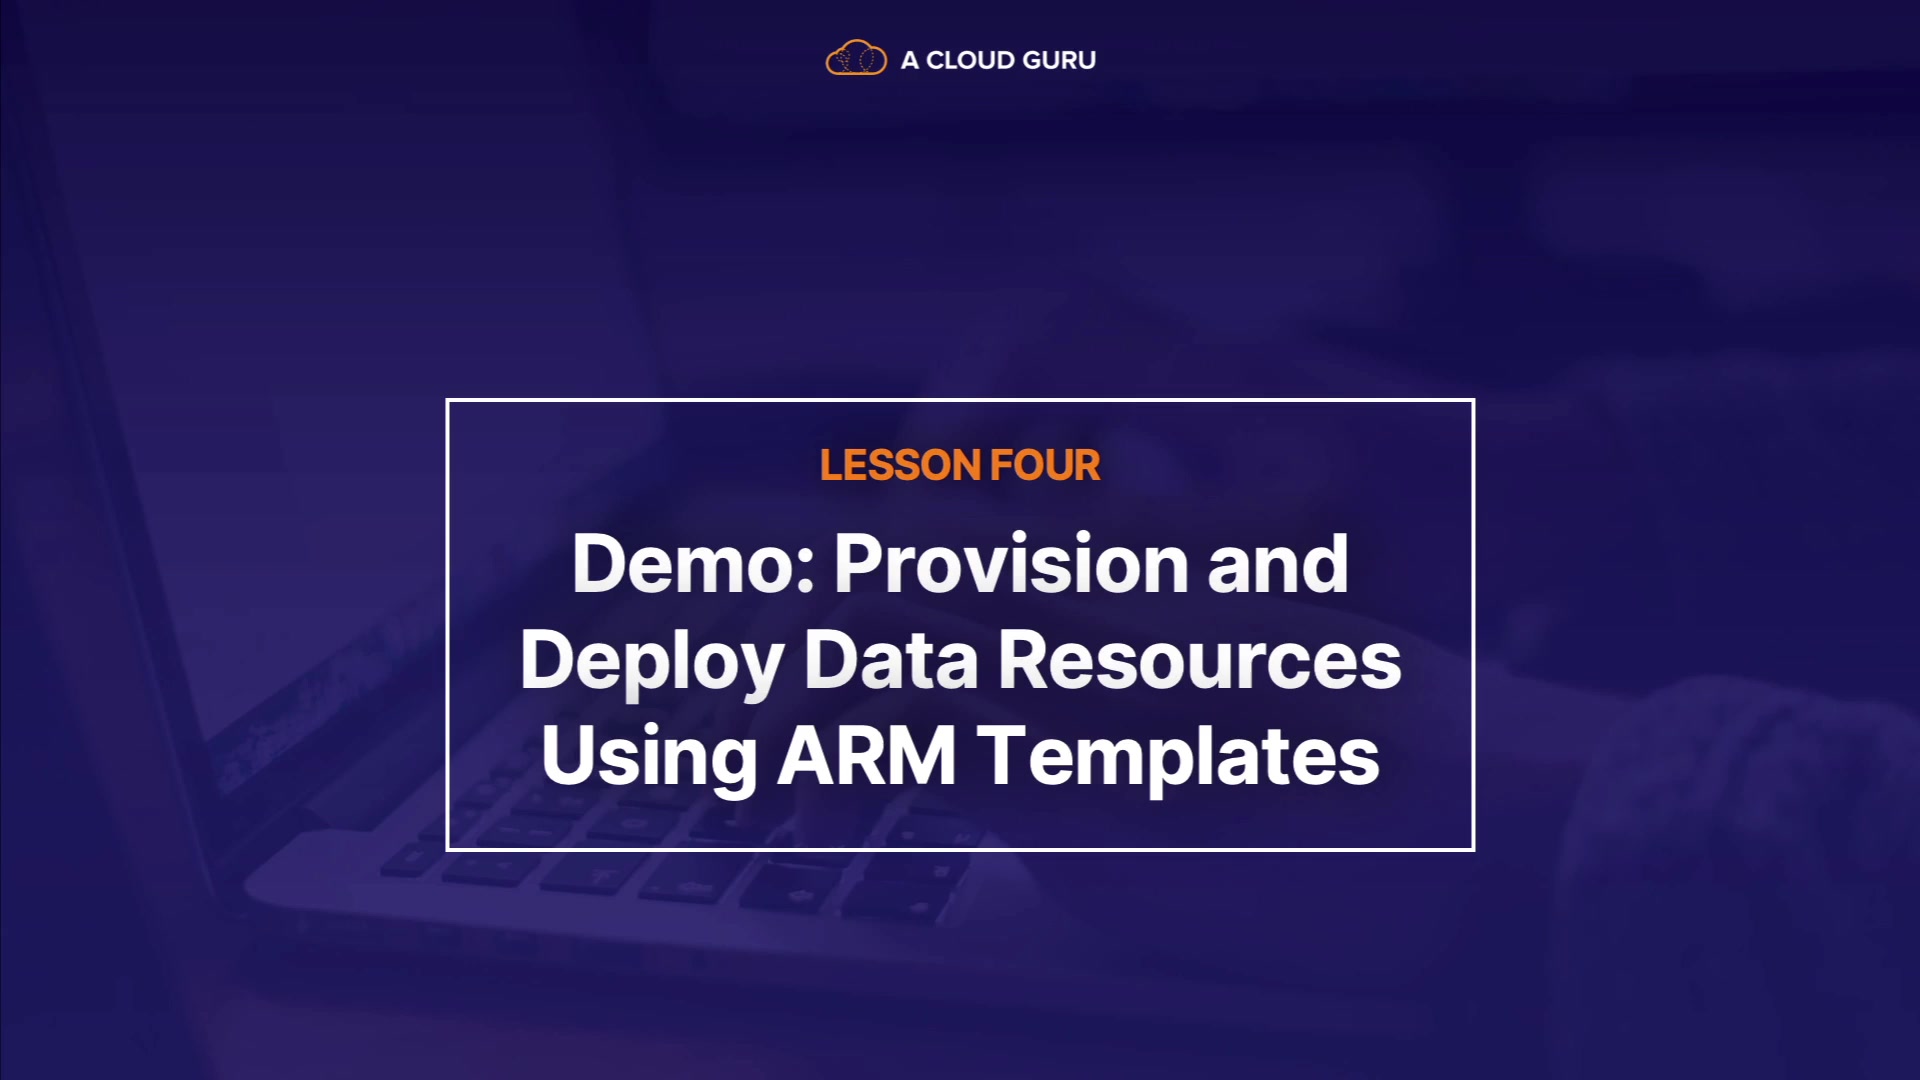 A CLOUD GURU
LESSON FOUR
Demo: Provision and
Deploy Data Resources
Using ARM Templates